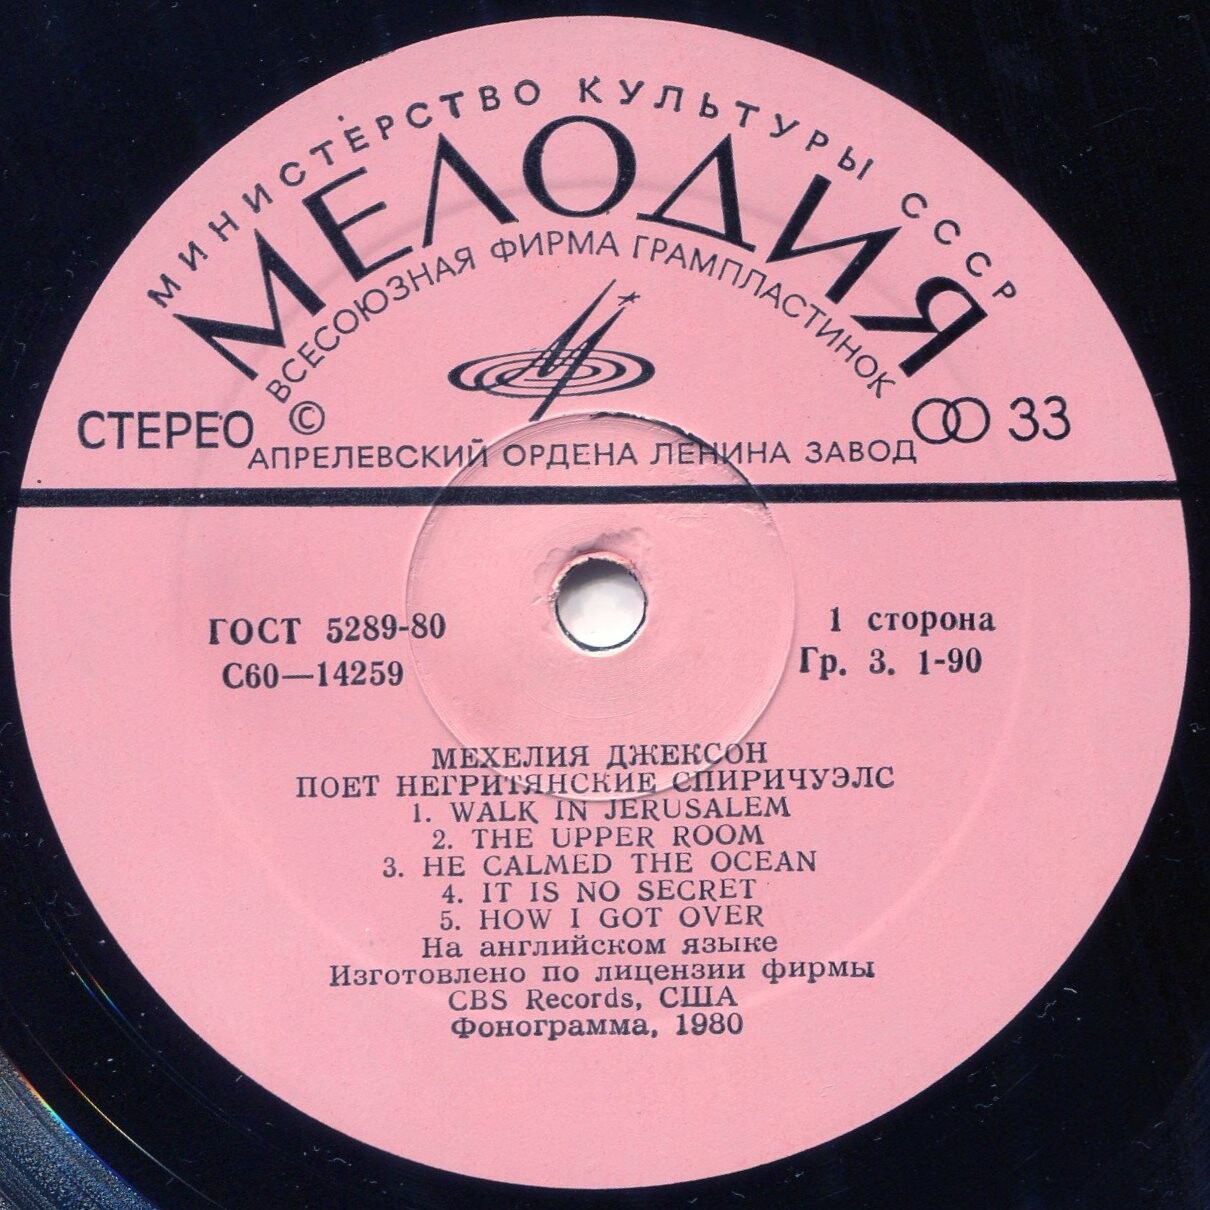 МИНИСТЕРСТВО КУЛЬТУРЫ СССР
МЕЛОДИЯ
ВСЕСОЮЗНАЯ ФИРМА ГРАМПЛАСТИНОК
СТЕРЕО © 33
АПРЕЛЕВСКИЙ ОРДЕНА ЛЕНИНА ЗАВОД
ГОСТ 5289-80
С60—14259
1 сторона
Гр. 3. 1-90
МЕХЕЛИЯ ДЖЕКСОН
ПОЕТ НЕГРИТЯНСКИЕ СПИРИЧУЭЛС
1. WALK IN JERUSALEM
2. THE UPPER ROOM
3. HE CALMED THE OCEAN
4. IT IS NO SECRET
5. HOW I GOT OVER
На английском языке
Изготовлено по лицензии фирмы
CBS Records, США
Фонограмма, 1980